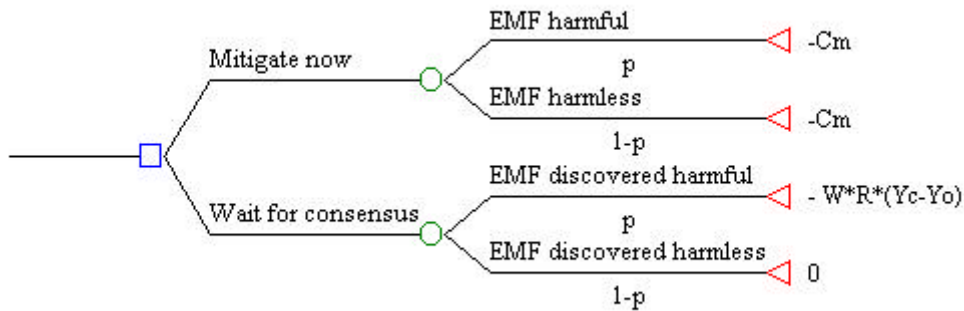 EMF harmful
-Cm
Mitigate now
p
EMF harmless
-Cm
1-p
EMF discovered harmful
- W*R*(Yc-Yo)
Wait for consensus
p
EMF discovered harmless
0
1-p